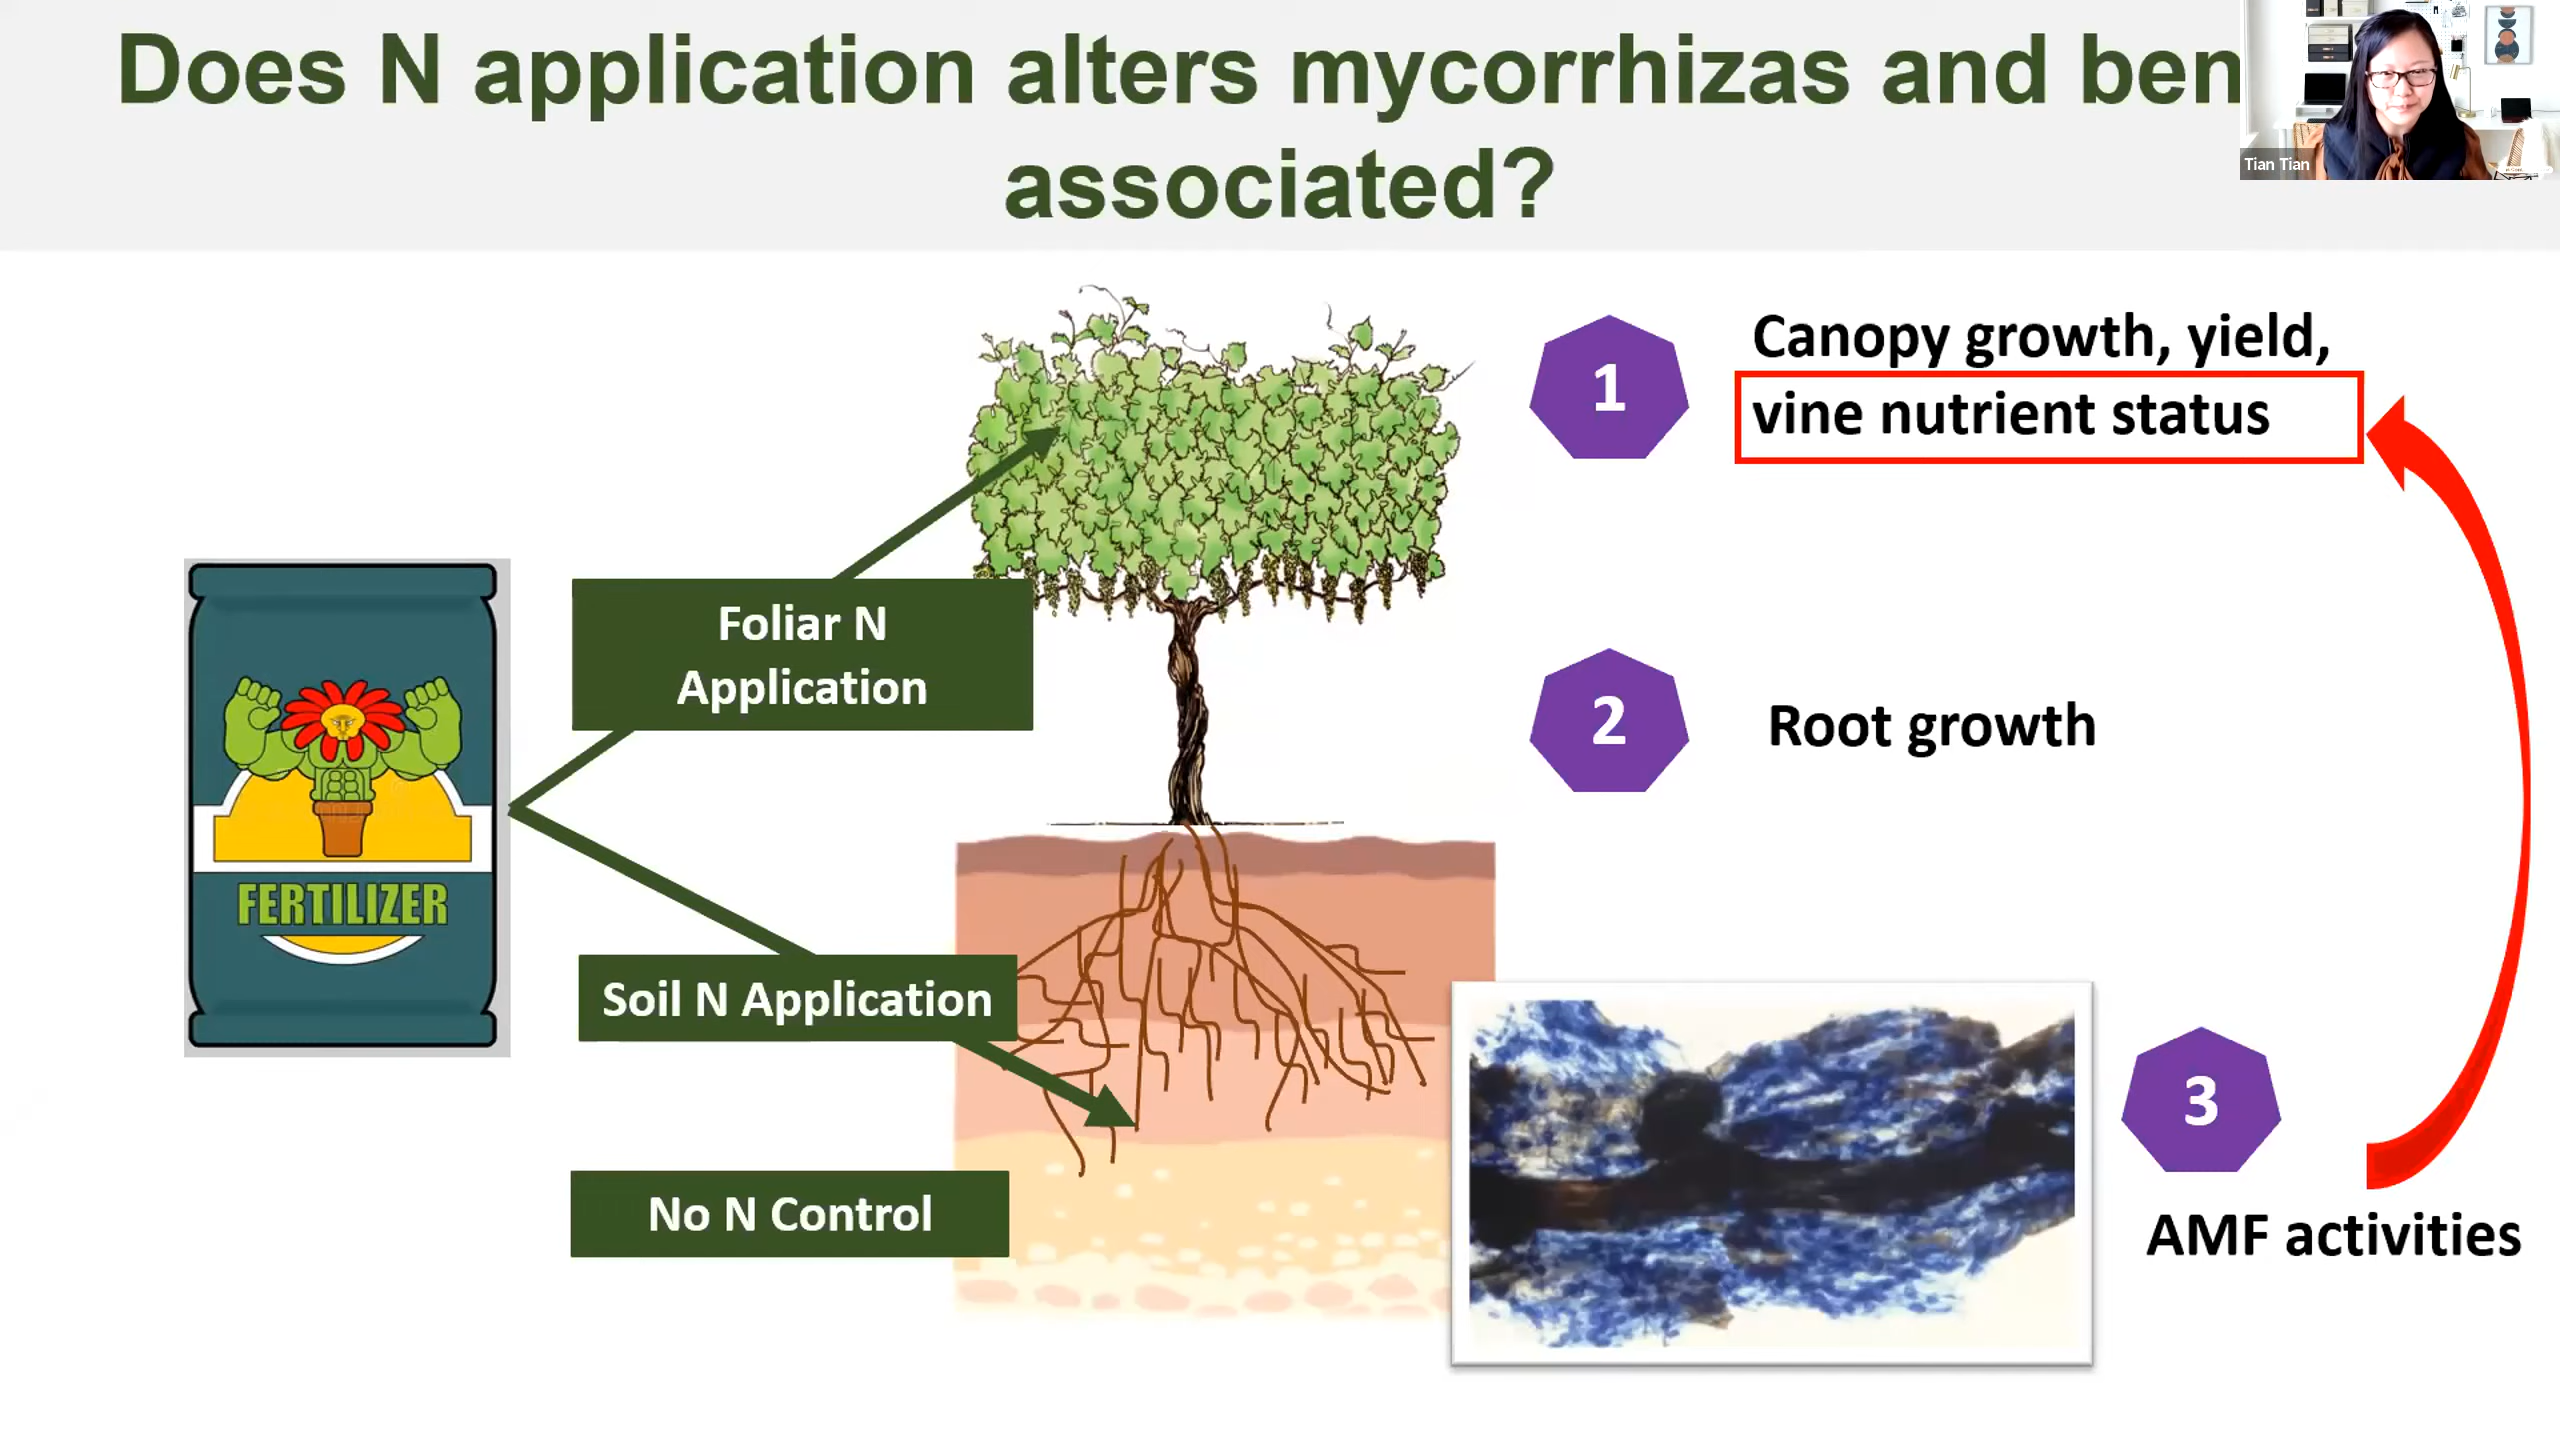 Does N application alters mycorrhizas and ben
associated?
Tian Tian
Canopy growth, yield,
vine nutrient status
1
Foliar N
Application
2
Root growth
FERTILIZER
Soil N Application
3
No N Control
AMF activities